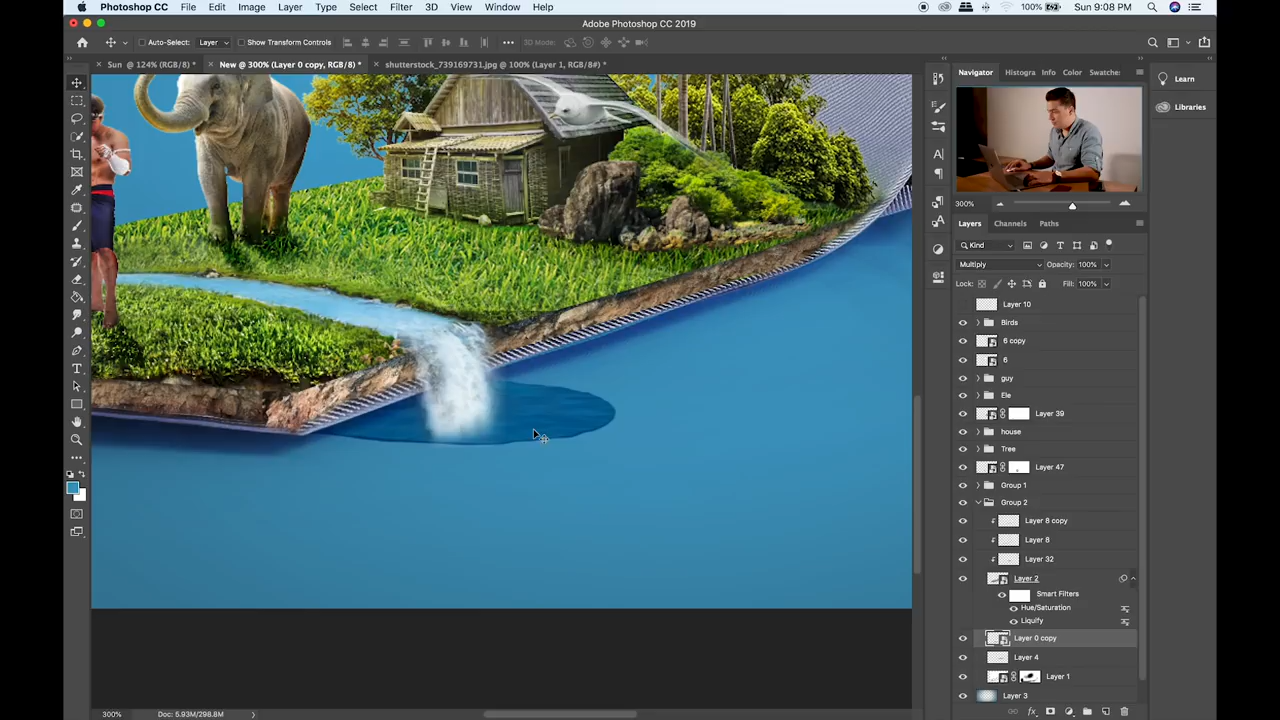 Photoshop CC File Edit Image Layer Type Select Filter 3D View Window Help 100% Sun 9:08 PM
Adobe Photoshop CC 2019
Auto-Select: Layer Show Transform Controls 3D Mode:
Sun @ 124% (RGB/8) * New @ 300% (Layer 0 copy, RGB/8) * shutterstock_739169731.jpg @ 100% (Layer 1, RGB/8#) *
Navigator Histogra Info Color Swatche
Learn
Libraries
300%
Layers Channels Paths
Kind
Multiply Opacity: 100%
Lock: Fill: 100%
Layer 10
Birds
6 copy
6
guy
Ele
Layer 39
house
Tree
Layer 47
Group 1
Group 2
Layer 8 copy
Layer 8
Layer 32
Layer 2
Smart Filters
Hue/Saturation
Liquify
Layer 0 copy
Layer 4
Layer 1
Layer 3
300% Doc: 5.93M/298.8M